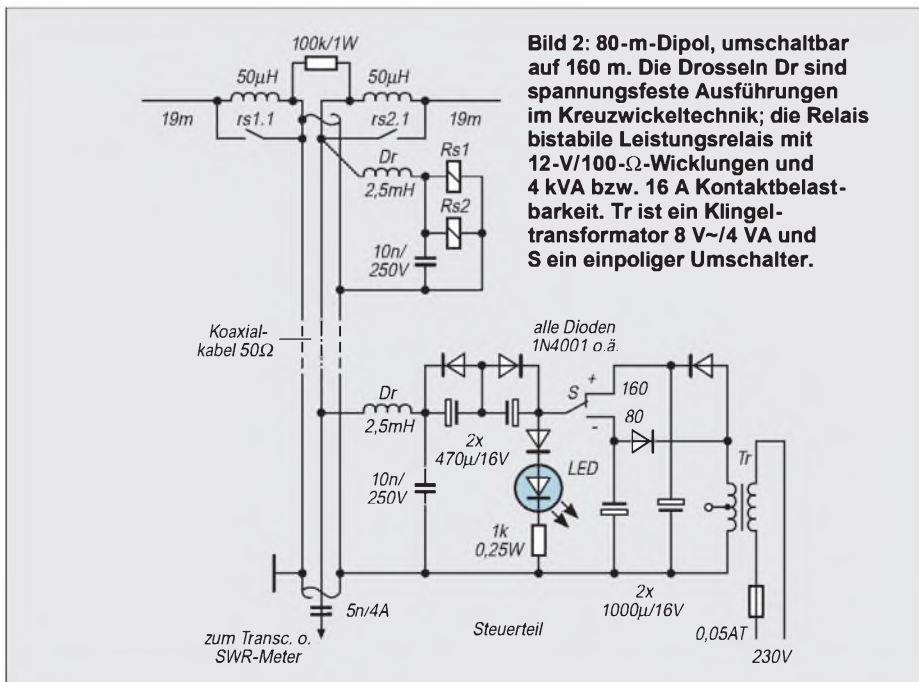 100k/1W
50µH
50µH
19m
rs1.1
rs2.1
19m
Dr
2,5mH
Rs1
Rs2
10n/
250V
Bild 2: 80-m-Dipol, umschaltbar
auf 160 m. Die Drosseln Dr sind
spannungsfeste Ausführungen
im Kreuzwickeltechnik; die Relais
bistabile Leistungsrelais mit
12-V/100-Ω-Wicklungen und
4 kVA bzw. 16 A Kontaktbelast-
barkeit. Tr ist ein Klingel-
transformator 8 V~/4 VA und
S ein einpoliger Umschalter.
Koaxial-
kabel 50Ω
alle Dioden
1N4001 o.ä.
Dr
2,5mH
S
+
160
80
-
2x
470µ/16V
LED
Tr
10n/
250V
1k
0,25W
2x
1000µ/16V
5n/4A
zum Transc. o.
SWR-Meter
Steuerteil
0,05AT
230V